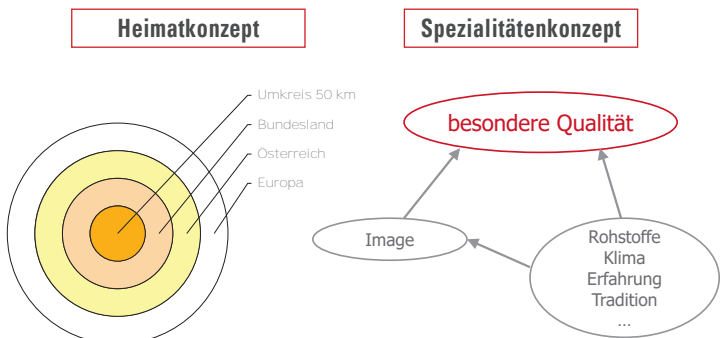 Heimatkonzept
Umkreis 50 km
Bundesland
Österreich
Europa
Spezialitätenkonzept
besondere Qualität
Image
Rohstoffe
Klima
Erfahrung
Tradition
...